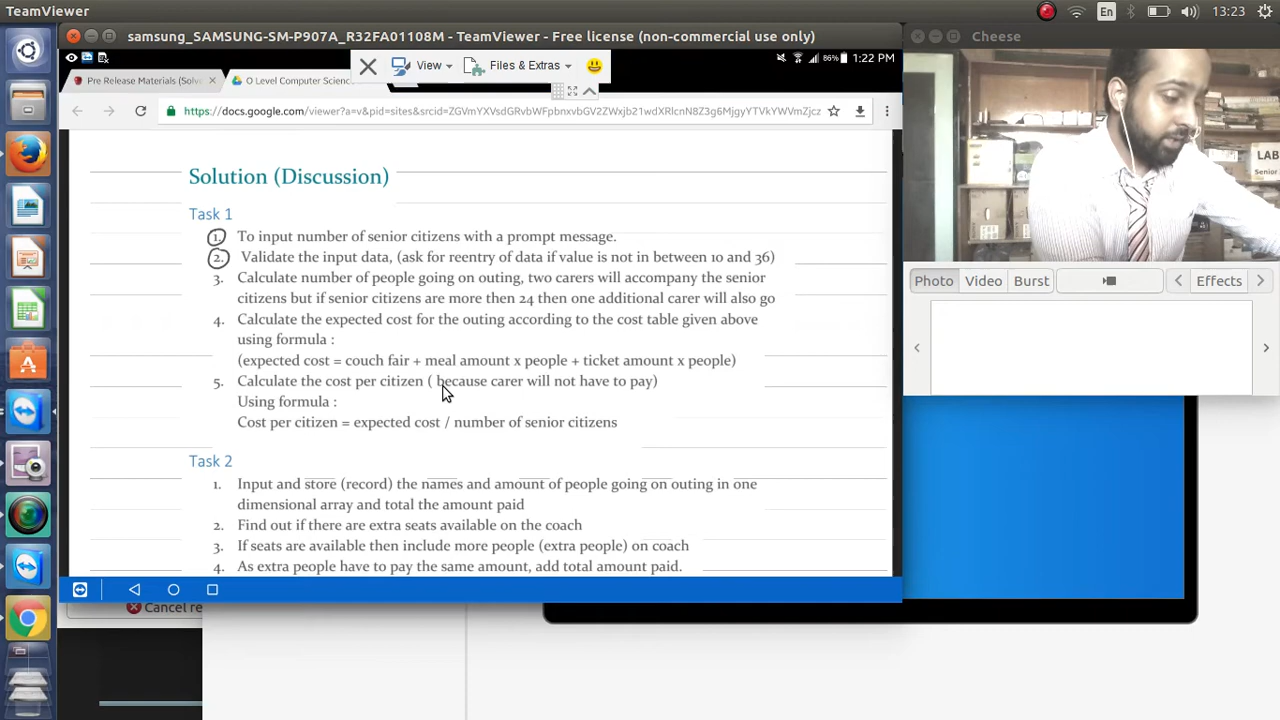 TeamViewer
En
13:23
samsung_SAMSUNG-SM-P907A_R32FA01108M - TeamViewer - Free license (non-commercial use only)
Cheese
View
Files & Extras
86%
1:22 PM
Pre Release Materials (Solve
O Level Computer Scienc
https://docs.google.com/viewer?a=v&pid=sites&srcid=ZGVmYXVsdGRvbWFpbnxvbGV2ZWxjb21wdXRlcnN8Z3g6MjgyYTVkYWVmZjcz
Solution (Discussion)
Task 1
1. To input number of senior citizens with a prompt message.
2. Validate the input data, (ask for reentry of data if value is not in between 10 and 36)
3. Calculate number of people going on outing, two carers will accompany the senior
citizens but if senior citizens are more then 24 then one additional carer will also go
4. Calculate the expected cost for the outing according to the cost table given above
using formula :
(expected cost = couch fair + meal amount x people + ticket amount x people)
5. Calculate the cost per citizen ( because carer will not have to pay)
Using formula :
Cost per citizen = expected cost / number of senior citizens
Task 2
1. Input and store (record) the names and amount of people going on outing in one
dimensional array and total the amount paid
2. Find out if there are extra seats available on the coach
3. If seats are available then include more people (extra people) on coach
4. As extra people have to pay the same amount, add total amount paid.
Cancel re
LAB
Senior
Photo
Video
Burst
Effects